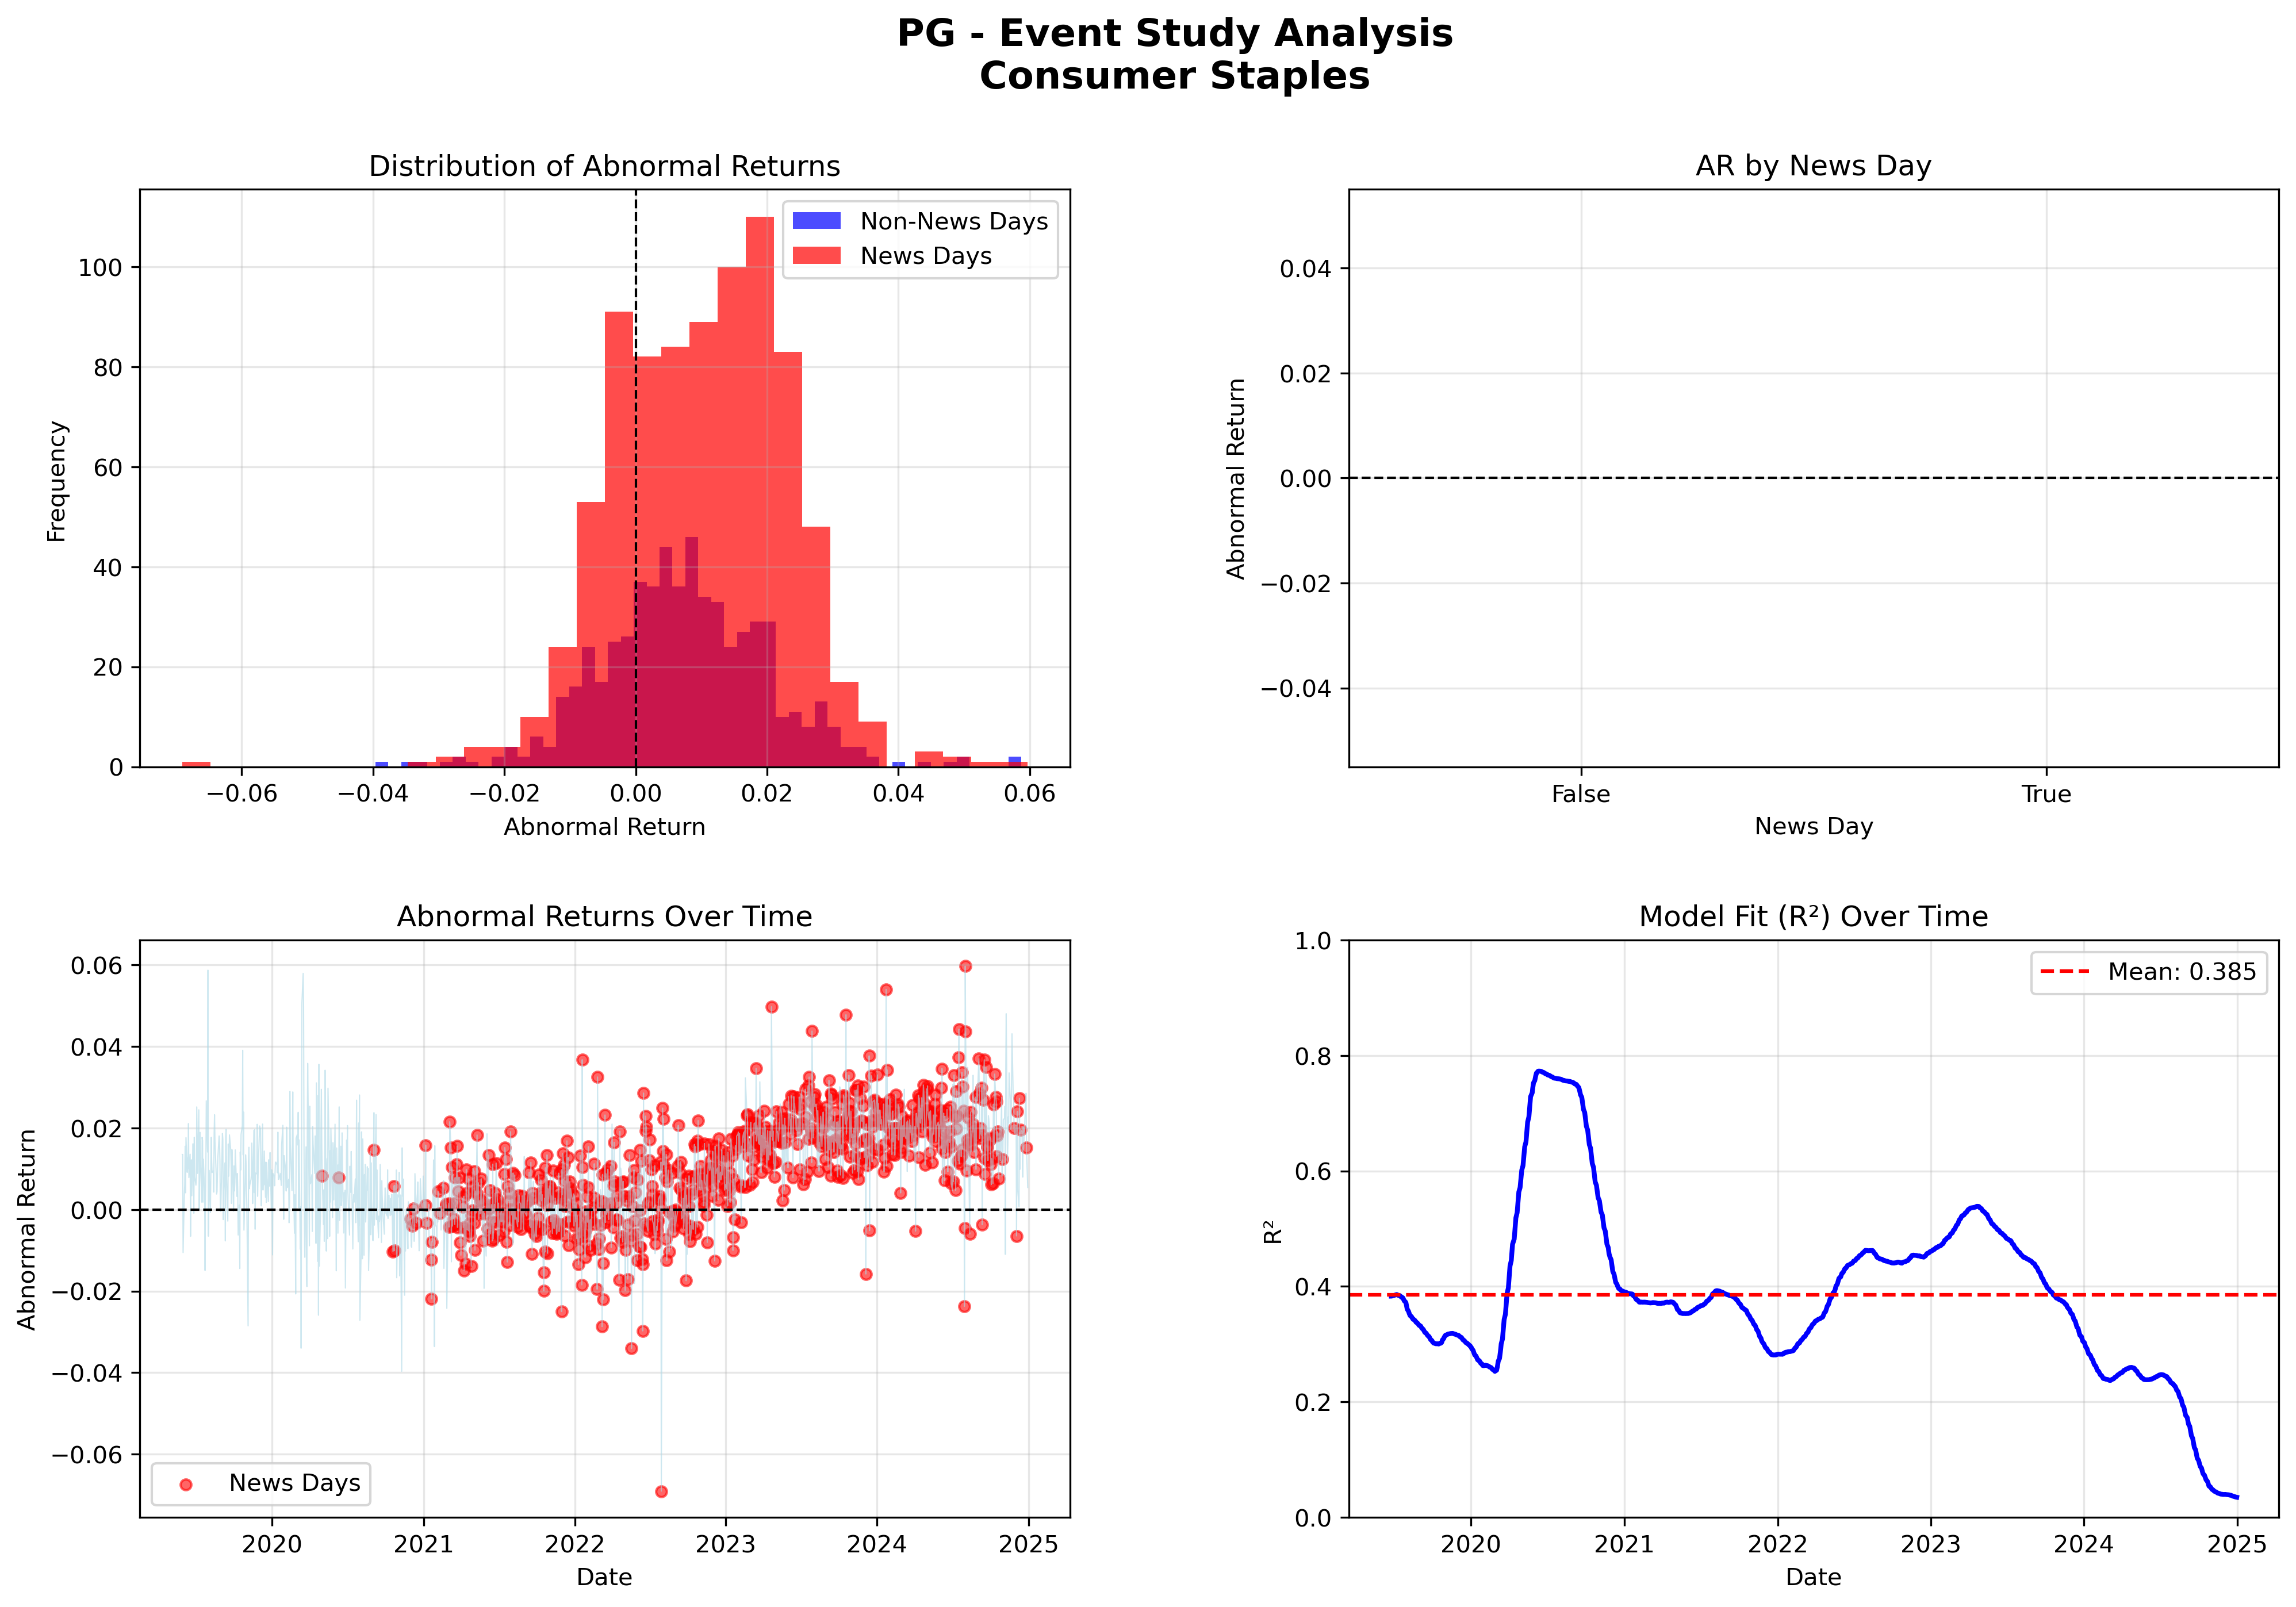 PG - Event Study Analysis
Consumer Staples
Distribution of Abnormal Returns
Non-News Days
News Days
100
80
60
40
20
0
Frequency
−0.06
−0.04
−0.02
0.00
0.02
0.04
0.06
Abnormal Return
AR by News Day
0.04
0.02
0.00
−0.02
−0.04
Abnormal Return
False
True
News Day
Abnormal Returns Over Time
0.06
0.04
0.02
0.00
−0.02
−0.04
−0.06
Abnormal Return
News Days
2020
2021
2022
2023
2024
2025
Date
Model Fit (R²) Over Time
Mean: 0.385
1.0
0.8
0.6
0.4
0.2
0.0
R²
2020
2021
2022
2023
2024
2025
Date